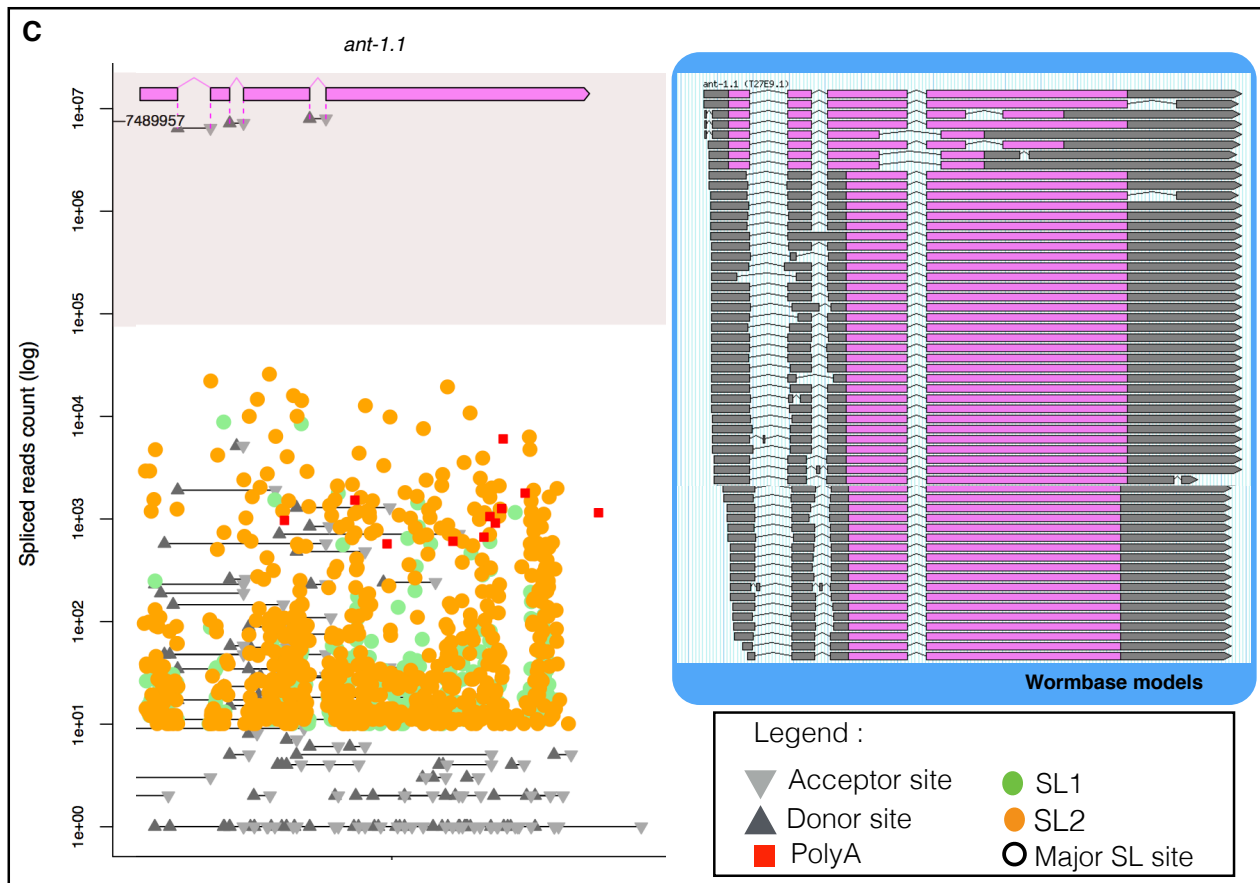 C
ant-1.1
1e+07
7489957
1e+06
1e+05
1e+04
1e+03
1e+02
1e+01
1e+00
Spliced reads count (log)
ant-1.1 (T27E9.1)
Wormbase models
Legend :
Acceptor site
Donor site
PolyA
SL1
SL2
Major SL site